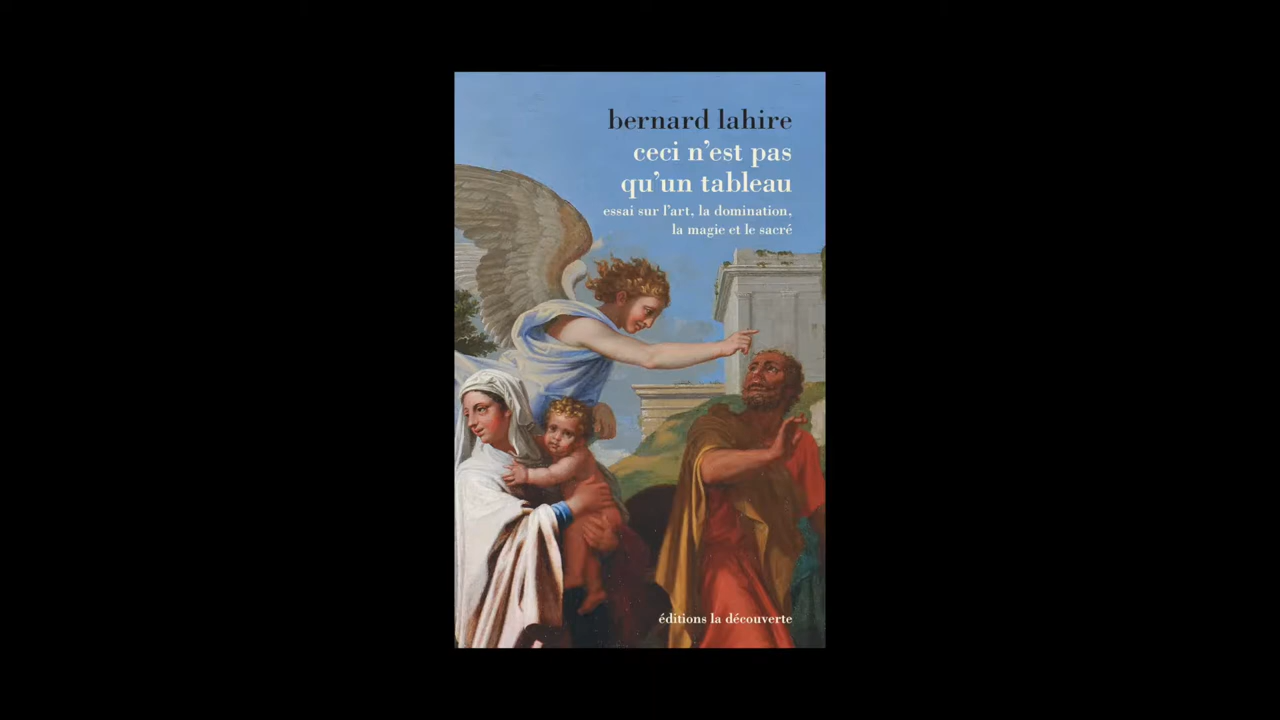 bernard lahire
ceci n'est pas
qu'un tableau
essai sur l'art, la domination,
la magie et le sacré
éditions la découverte